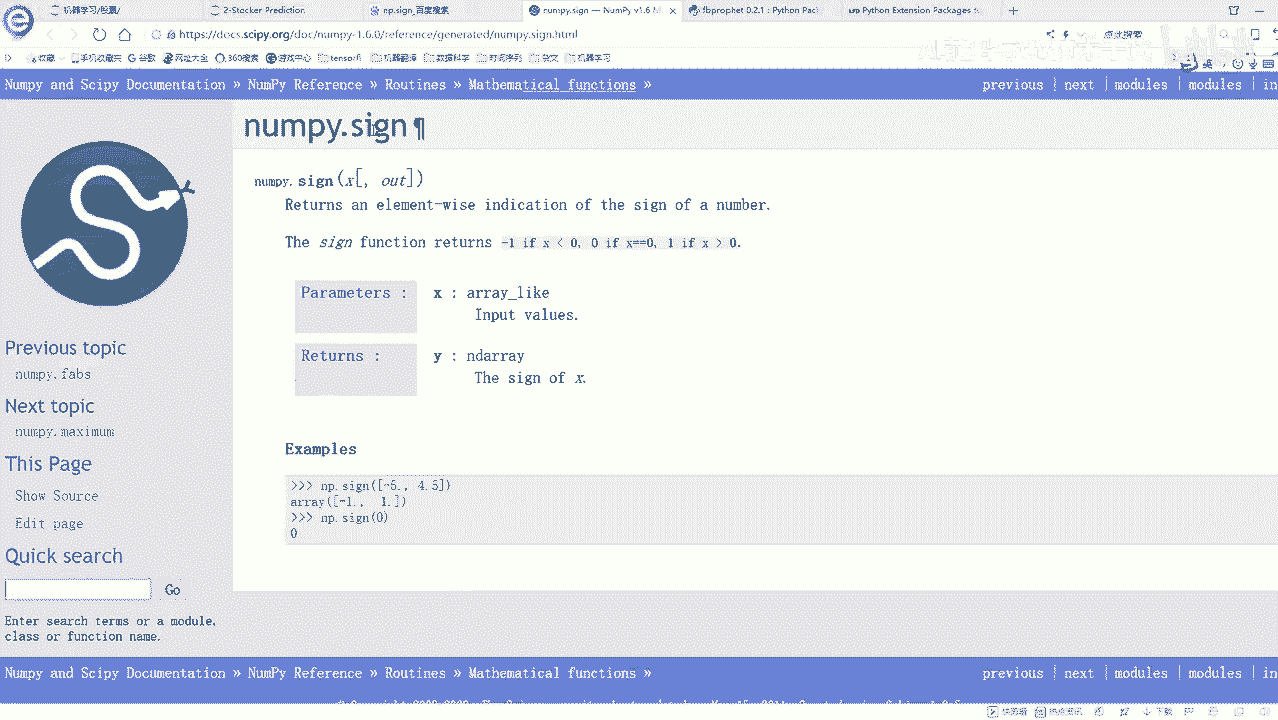 机器学习/股票/
2-Stocker Prediction
np.sign_百度搜索
numpy.sign — NumPy v1.6 M
fbprophet 0.2.1 : Python Pac
Python Extension Packages
https://docs.scipy.org/doc/numpy-1.6.0/reference/generated/numpy.sign.html
点此搜索
收藏 手机收藏夹 谷歌 网址大全 360搜索 游戏中心 机器翻译 数据科学 时间序列 杂文 机器学习
Numpy and Scipy Documentation » NumPy Reference » Routines » Mathematical functions »
previous | next | modules | modules | in
numpy.sign¶
numpy.sign(x[, out])
Returns an element-wise indication of the sign of a number.
The sign function returns -1 if x < 0, 0 if x==0, 1 if x > 0.
Parameters : x : array_like
Input values.
Returns : y : ndarray
The sign of x.
Examples
>>> np.sign([-5., 4.5])
array([-1., 1.])
>>> np.sign(0)
0
Previous topic
numpy.fabs
Next topic
numpy.maximum
This Page
Show Source
Edit page
Quick search
Go
Enter search terms or a module,
class or function name.
Numpy and Scipy Documentation » NumPy Reference » Routines » Mathematical functions »
previous | next | modules | modules | in
下载